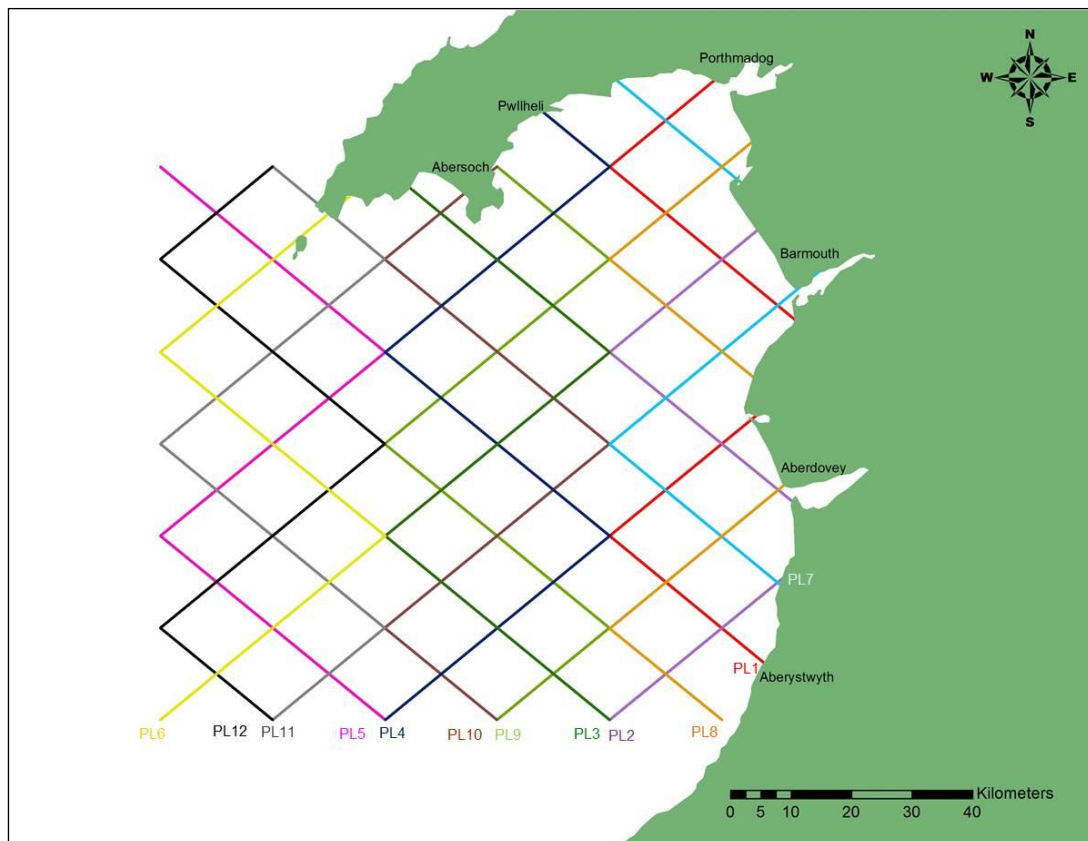 N
Porthmadog
W E
S
Pwllheli
Abersoch
Barmouth
Aberdovey
PL7
PL1
Aberystwyth
PL6 PL12 PL11 PL5 PL4 PL10 PL9 PL3 PL2 PL8
Kilometers
0 5 10 20 30 40